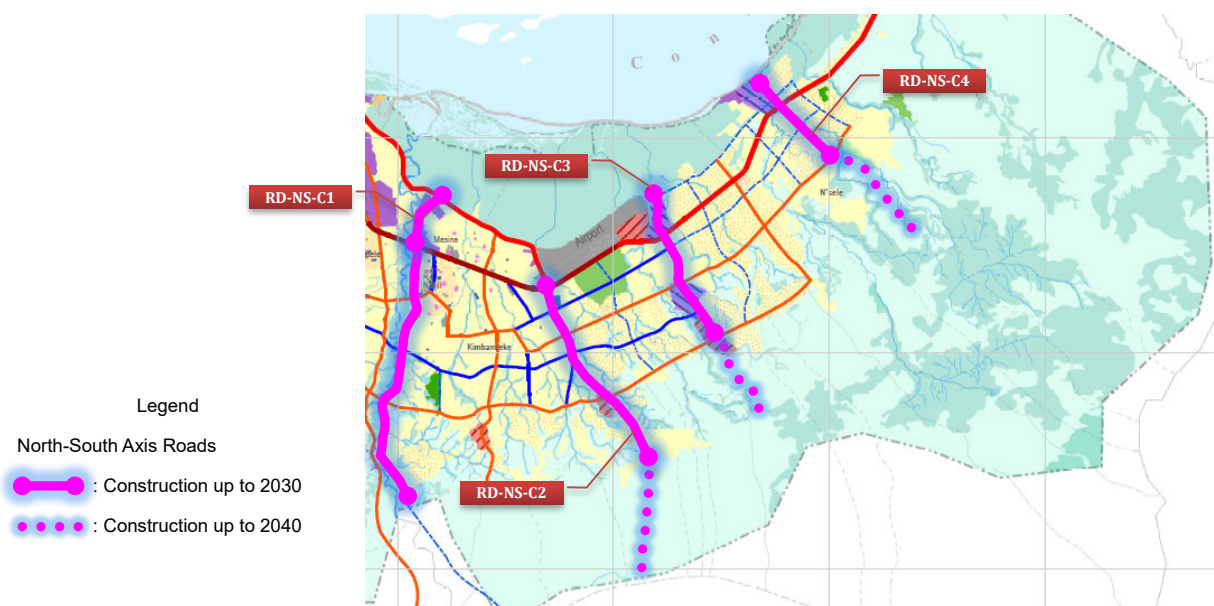 C o n
RD-NS-C4
RD-NS-C3
RD-NS-C1
N'sele
Airport
Masina
Kimbanseke
RD-NS-C2
Legend
North-South Axis Roads
: Construction up to 2030
: Construction up to 2040